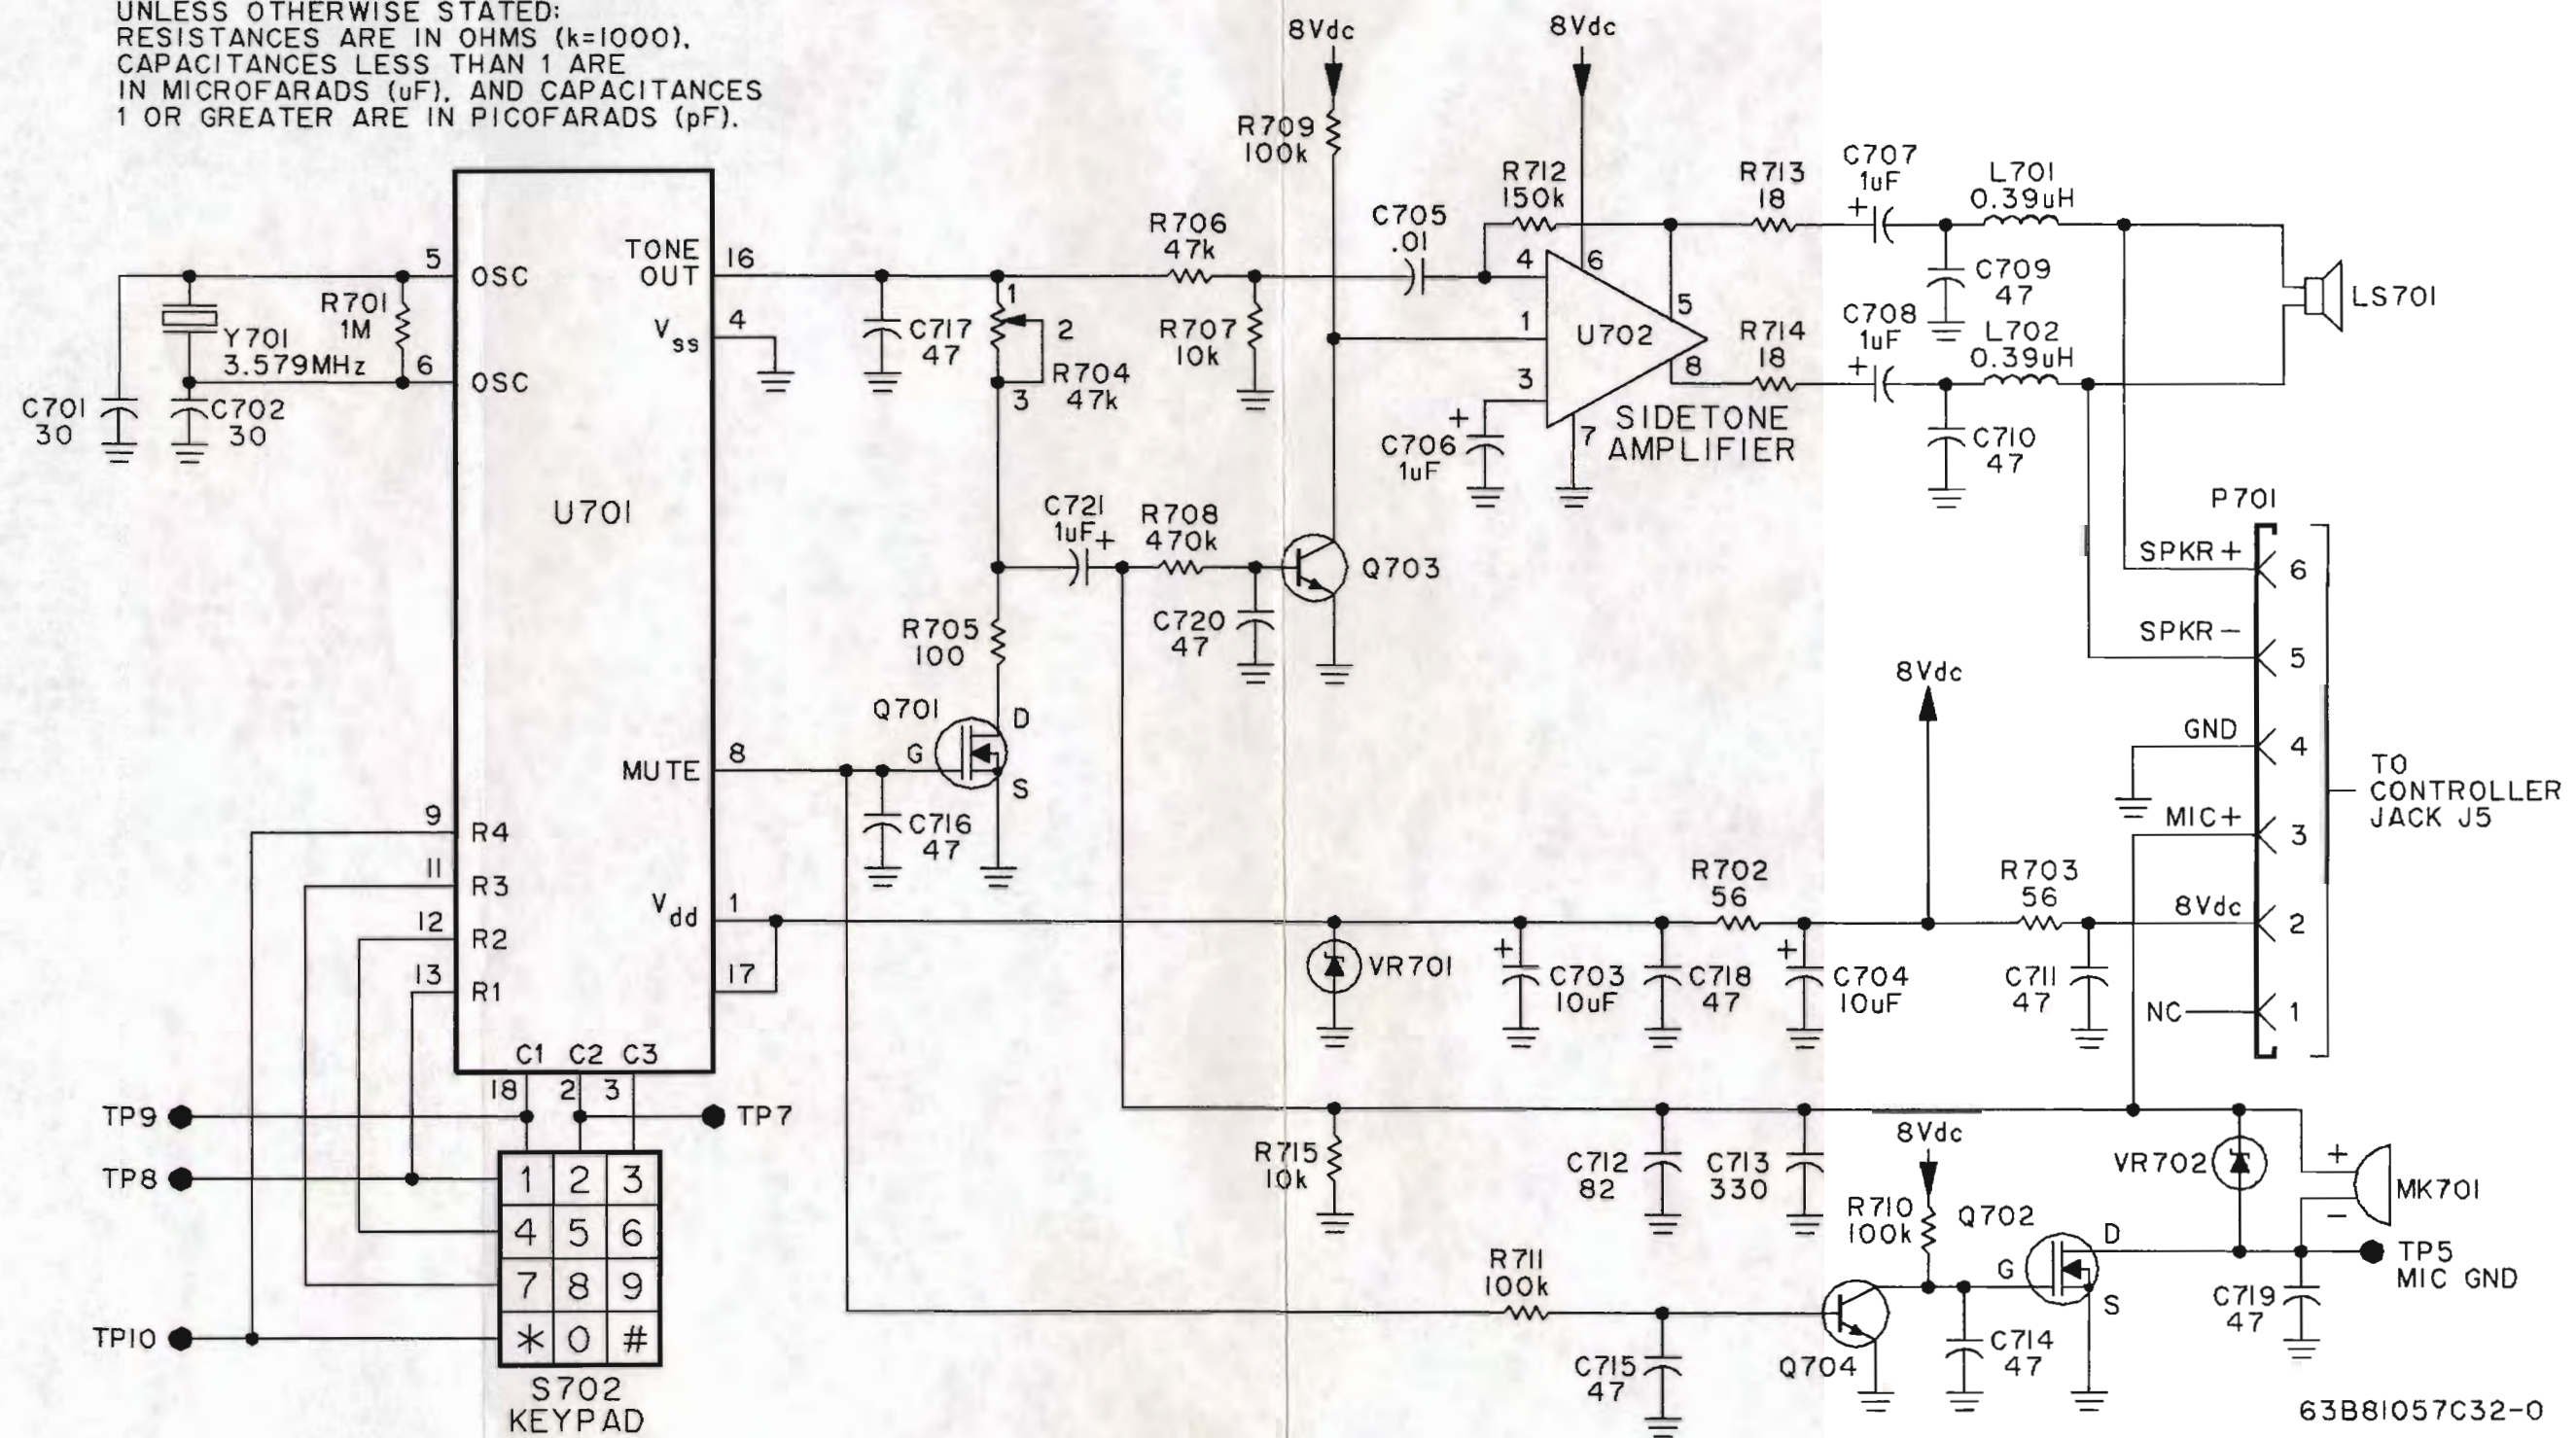 UNLESS OTHERWISE STATED:
RESISTANCES ARE IN OHMS (k=1000),
CAPACITANCES LESS THAN 1 ARE
IN MICROFARADS (uF), AND CAPACITANCES
1 OR GREATER ARE IN PICOFARADS (pF).
8Vdc
8Vdc
R709
100k
R712
150k
R713
18
C707
1uF
+
L701
0.39uH
C705
.01
R706
47k
5
OSC
TONE
OUT
16
4
6
5
C709
47
LS701
R701
1M
Y701
3.579MHz
6
OSC
Vss
4
C717
47
1
2
3
R704
47k
R707
10k
1
U702
3
8
R714
18
C708
1uF
+
L702
0.39uH
C701
30
C702
30
C706
1uF
+
7
SIDETONE
AMPLIFIER
C710
47
U701
C721
1uF
+
R708
470k
Q703
P701
SPKR+
6
R705
100
C720
47
SPKR-
5
8Vdc
Q701
D
G
S
MUTE
8
GND
4
TO
CONTROLLER
JACK J5
C716
47
MIC+
3
9
R4
11
R3
12
R2
13
R1
Vdd
1
17
R702
56
R703
56
8Vdc
2
VR701
+
C703
10uF
C718
47
+
C704
10uF
C711
47
NC
1
C1
C2
C3
18
2
3
TP9
TP7
TP8
TP10
1 2 3
4 5 6
7 8 9
* 0 #
S702
KEYPAD
R715
10k
C712
82
C713
330
8Vdc
VR702
+
-
MK701
R710
100k
Q702
D
G
S
TP5
MIC GND
R711
100k
C719
47
C715
47
Q704
C714
47
63B81057C32-0